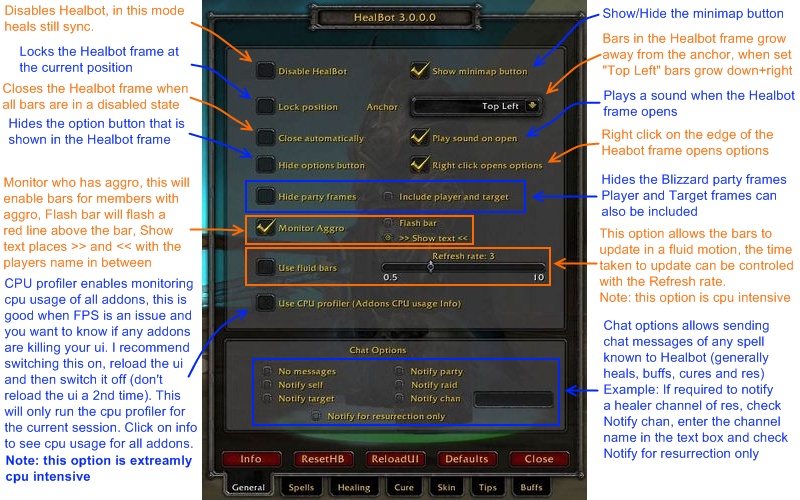 Disables Healbot, in this mode
heals still sync.
Locks the Healbot frame at
the current position
Closes the Healbot frame when
all bars are in a disabled state
Hides the option button that is
shown in the Healbot frame
Monitor who has aggro, this will
enable bars for members with
aggro, Flash bar will flash a
red line above the bar, Show
text places >> and << with the
players name in between
CPU profiler enables monitoring
cpu usage of all addons, this is
good when FPS is an issue and
you want to know if any addons
are killing your ui. I recommend
switching this on, reload the ui
and then switch it off (don't
reload the ui a 2nd time). This
will only run the cpu profiler for
the current session. Click on info
to see cpu usage for all addons.
Note: this option is extreamly
cpu intensive
HealBot 3.0.0.0
Disable HealBot
Show minimap button
Lock position
Anchor
Top Left
Close automatically
Play sound on open
Hide options button
Right click opens options
Hide party frames
Include player and target
Monitor Aggro
Flash bar
>> Show text <<
Use fluid bars
Refresh rate: 3
0.5
10
Use CPU profiler (Addons CPU usage Info)
Chat Options
No messages
Notify party
Notify self
Notify raid
Notify target
Notify chan
Notify for resurrection only
Info
ResetHB
ReloadUI
Defaults
Close
General
Spells
Healing
Cure
Skin
Tips
Buffs
Show/Hide the minimap button
Bars in the Healbot frame grow
away from the anchor, when set
"Top Left" bars grow down+right
Plays a sound when the Healbot
frame opens
Right click on the edge of the
Heabot frame opens options
Hides the Blizzard party frames
Player and Target frames can
also be included
This option allows the bars to
update in a fluid motion, the time
taken to update can be controled
with the Refresh rate.
Note: this option is cpu intensive
Chat options allows sending
chat messages of any spell
known to Healbot (generally
heals, buffs, cures and res)
Example: If required to notify
a healer channel of res, check
Notify chan, enter the channel
name in the text box and check
Notify for resurrection only